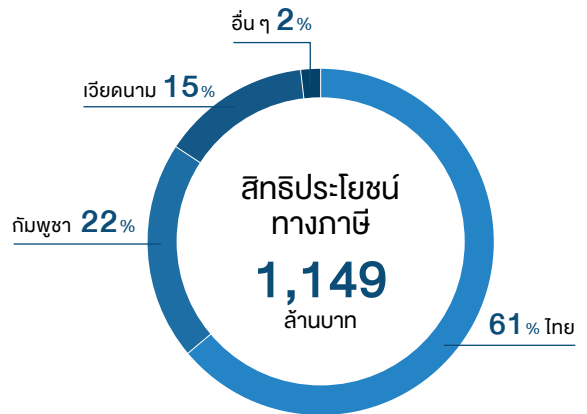 อื่น ๆ 2%
เวียดนาม 15%
กัมพูชา 22%
สิทธิประโยชน์
ทางภาษี
1,149
ล้านบาท
61% ไทย